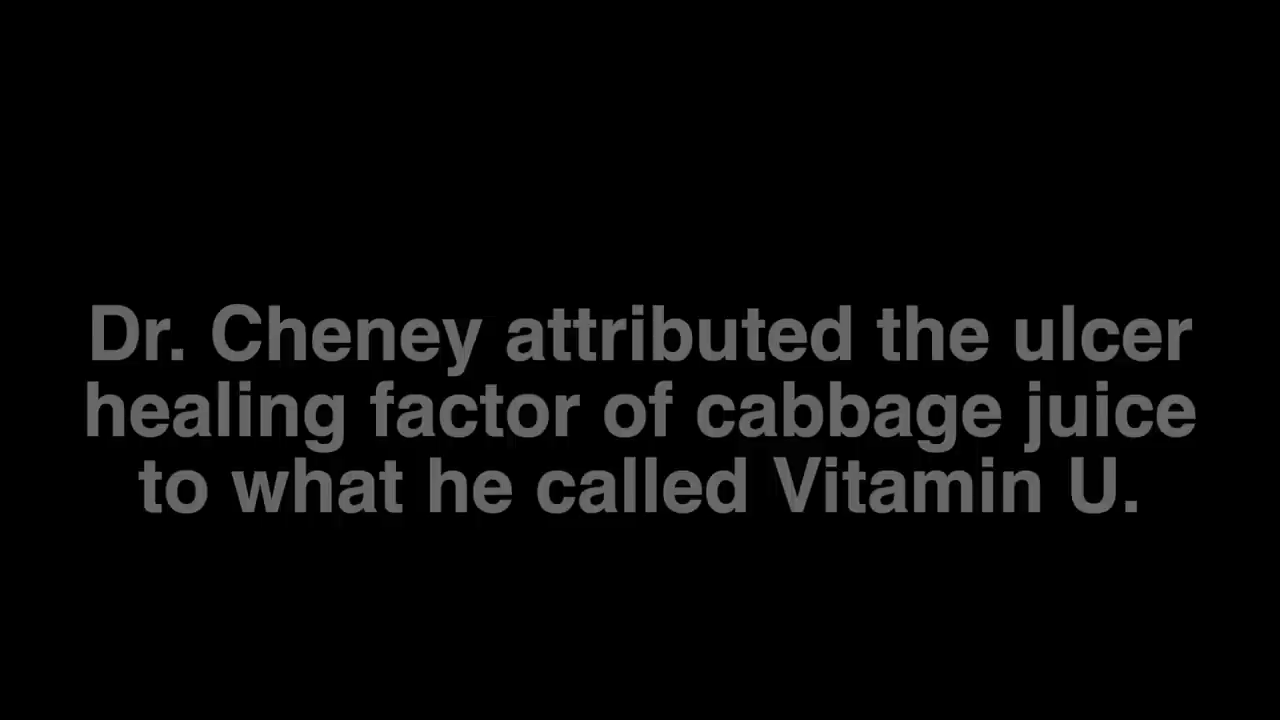 Dr. Cheney attributed the ulcer
healing factor of cabbage juice
to what he called Vitamin U.